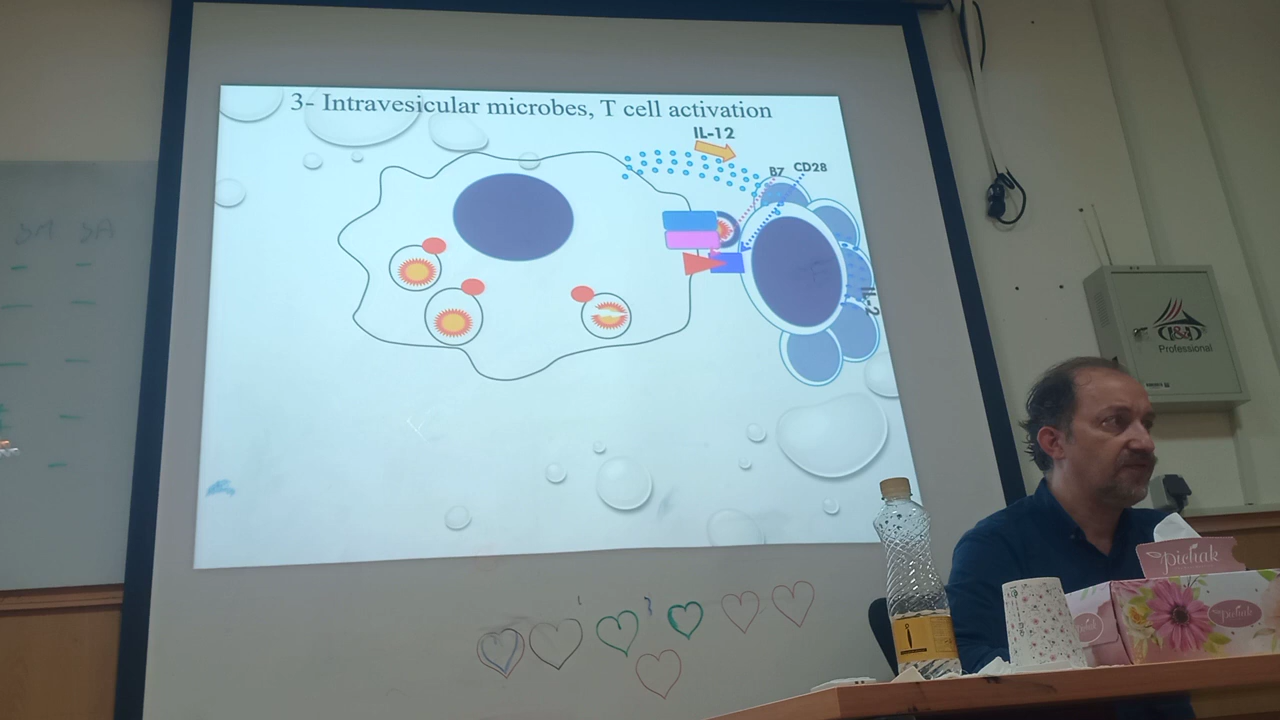 3- Intravesicular microbes, T cell activation
IL-12
B7
CD28
IL-2
Professional
pichak
pichak